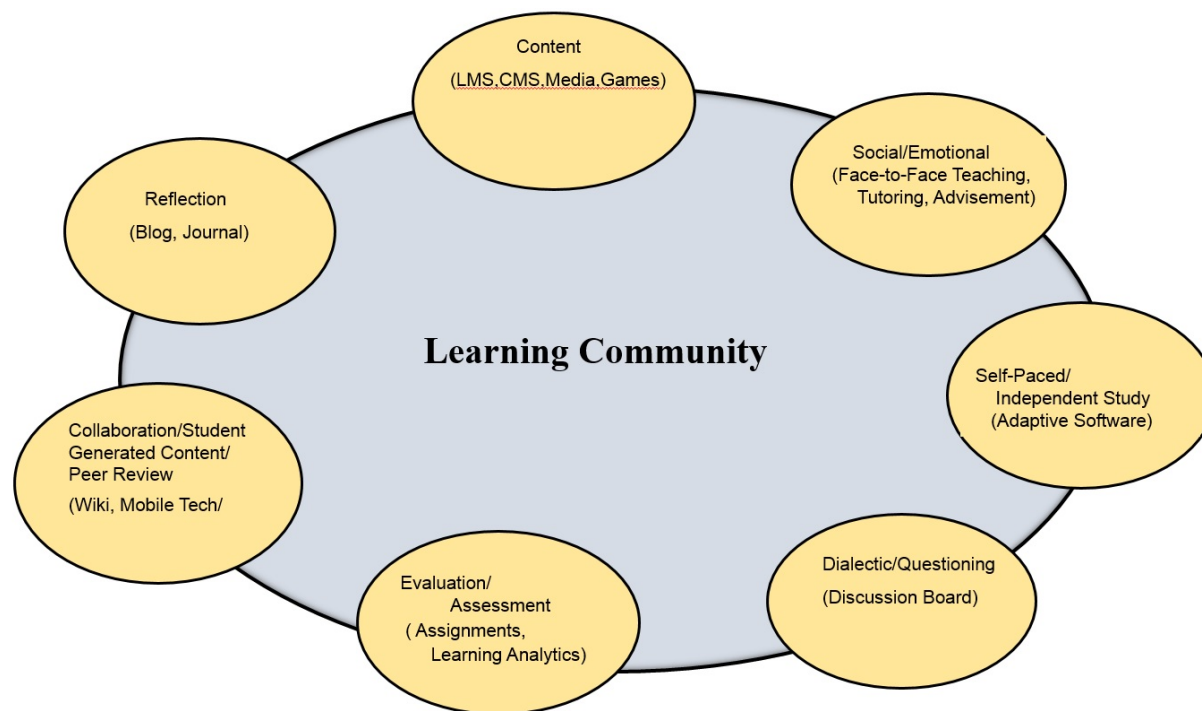 Content
(LMS,CMS,Media,Games)
Social/Emotional
(Face-to-Face Teaching,
Tutoring, Advisement)
Reflection
(Blog, Journal)
Learning Community
Self-Paced/
Independent Study
(Adaptive Software)
Collaboration/Student
Generated Content/
Peer Review
(Wiki, Mobile Tech/
Evaluation/
Assessment
( Assignments,
Learning Analytics)
Dialectic/Questioning
(Discussion Board)